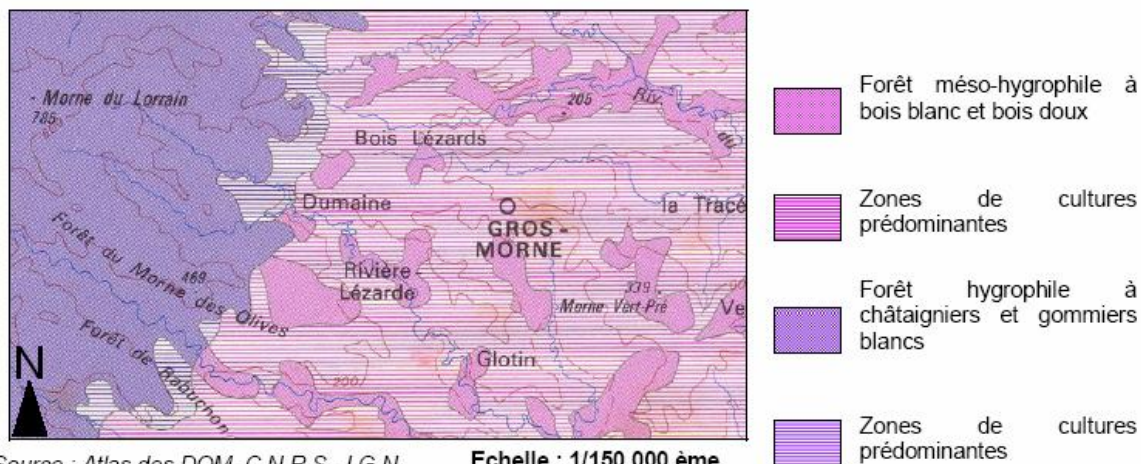 - Morne du Lorrain
785
205
Riv.
du
Bois Lézards
Dumaine
la Tracé
GROS -
MORNE
Forêt du Morne des Olives
469
Rivière -
Lézarde
339
Morne Vert-Pré
Ve
Forêt de Rabuchon
Glotin
200
N
Forêt méso-hygrophile à
bois blanc et bois doux
Zones de cultures
prédominantes
Forêt hygrophile à
châtaigniers et gommiers
blancs
Zones de cultures
prédominantes
Source : Atlas des DOM, C.N.R.S., I.G.N.
Echelle : 1/150 000 ème